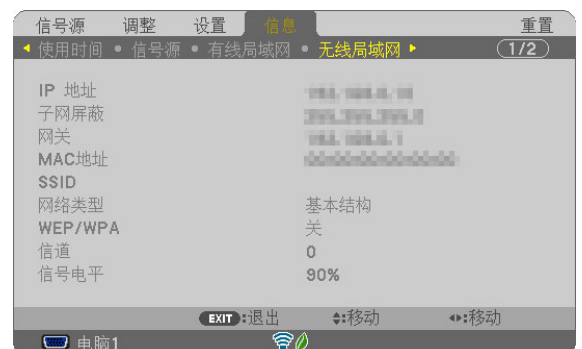 信号源 调整 设置 信息 重置
使用时间 • 信号源 • 有线局域网 • 无线局域网 1/2
IP 地址
子网屏蔽
网关
MAC地址
SSID
网络类型 基本结构
WEP/WPA 关
信道 0
信号电平 90%
EXIT:退出 :移动 :移动
电脑1